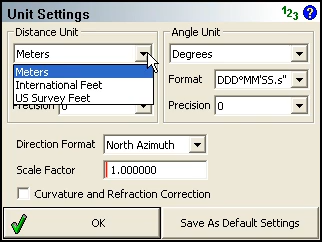 Unit Settings 123 ?
Distance Unit Angle Unit
Meters Degrees
Meters
International Feet
US Survey Feet
Format DDD°MM'SS.s"
Precision 0 Precision 0
Direction Format North Azimuth
Scale Factor 1.000000
Curvature and Refraction Correction
OK Save As Default Settings